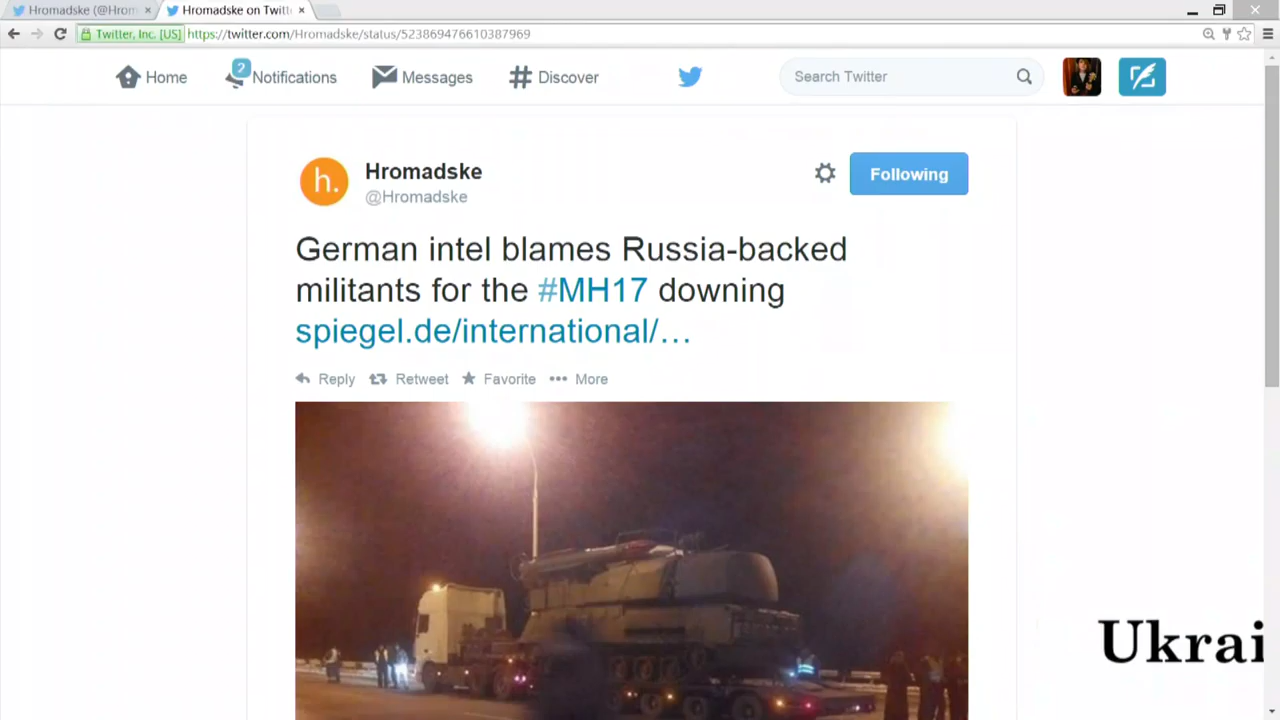 Hromadske (@Hrom
Hromadske on Twitt
Twitter, Inc. [US] https://twitter.com/Hromadske/status/523869476610387969
Home
2
Notifications
Messages
Discover
Search Twitter
h.
Hromadske
@Hromadske
Following
German intel blames Russia-backed
militants for the #MH17 downing
spiegel.de/international/…
Reply Retweet Favorite More
Ukrai